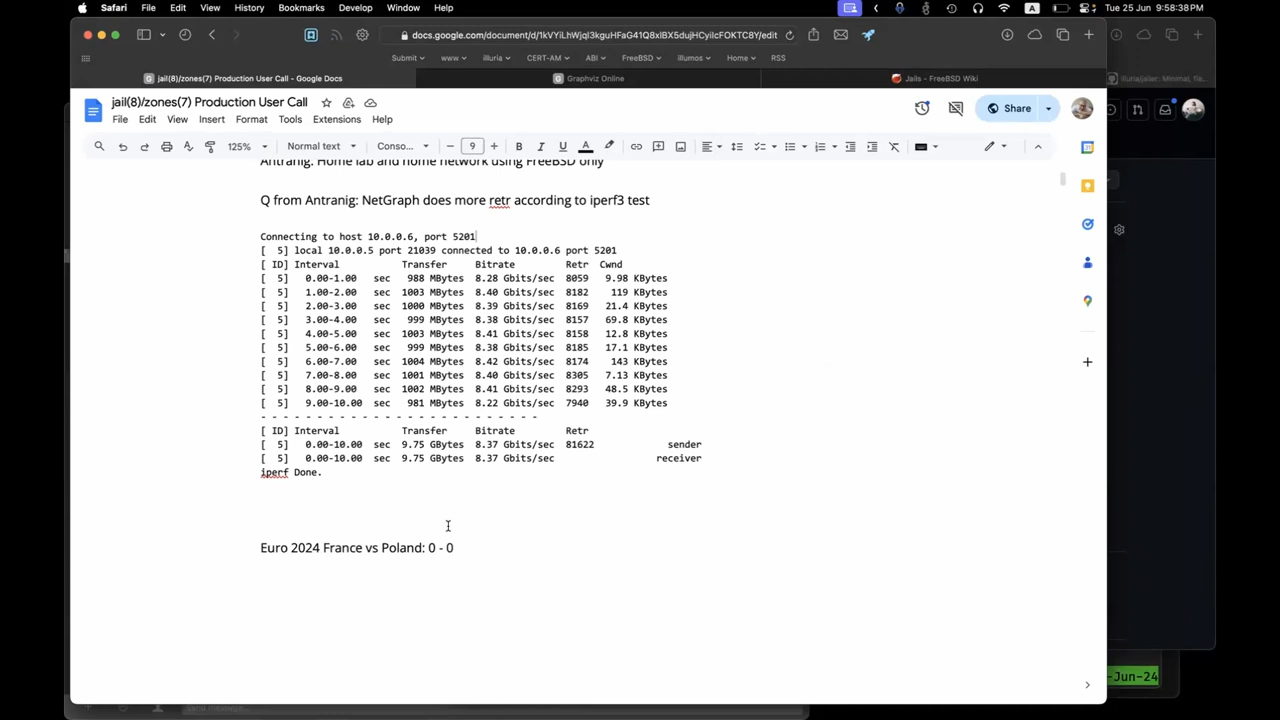 Safari File Edit View History Bookmarks Develop Window Help A Tue 25 Jun 9:58:38 PM
docs.google.com/document/d/1kVYiLhWjqI3kguHFaG41Q8xIBX5dujHCyiIcFOKTC8Y/edit
Submit www illuria CERT-AM ABI FreeBSD illumos Home RSS
jail(8)/zones(7) Production User Call - Google Docs Graphviz Online Jails - FreeBSD Wiki illuria/jailer: Minimal, fle
jail(8)/zones(7) Production User Call Share
File Edit View Insert Format Tools Extensions Help
125% Normal text Conso... 9 B I U A
Antranig: Home lab and home network using FreeBSD only
Q from Antranig: NetGraph does more retr according to iperf3 test
Connecting to host 10.0.0.6, port 5201
[ 5] local 10.0.0.5 port 21039 connected to 10.0.0.6 port 5201
[ ID] Interval Transfer Bitrate Retr Cwnd
[ 5] 0.00-1.00 sec 988 MBytes 8.28 Gbits/sec 8059 9.98 KBytes
[ 5] 1.00-2.00 sec 1003 MBytes 8.40 Gbits/sec 8182 119 KBytes
[ 5] 2.00-3.00 sec 1000 MBytes 8.39 Gbits/sec 8169 21.4 KBytes
[ 5] 3.00-4.00 sec 999 MBytes 8.38 Gbits/sec 8157 69.8 KBytes
[ 5] 4.00-5.00 sec 1003 MBytes 8.41 Gbits/sec 8158 12.8 KBytes
[ 5] 5.00-6.00 sec 999 MBytes 8.38 Gbits/sec 8185 17.1 KBytes
[ 5] 6.00-7.00 sec 1004 MBytes 8.42 Gbits/sec 8174 143 KBytes
[ 5] 7.00-8.00 sec 1001 MBytes 8.40 Gbits/sec 8305 7.13 KBytes
[ 5] 8.00-9.00 sec 1002 MBytes 8.41 Gbits/sec 8293 48.5 KBytes
[ 5] 9.00-10.00 sec 981 MBytes 8.22 Gbits/sec 7940 39.9 KBytes
- - - - - - - - - - - - - - - - - - - - - - - - -
[ ID] Interval Transfer Bitrate Retr
[ 5] 0.00-10.00 sec 9.75 GBytes 8.37 Gbits/sec 81622 sender
[ 5] 0.00-10.00 sec 9.75 GBytes 8.37 Gbits/sec receiver
iperf Done.
Euro 2024 France vs Poland: 0 - 0
-Jun-24
Send message...